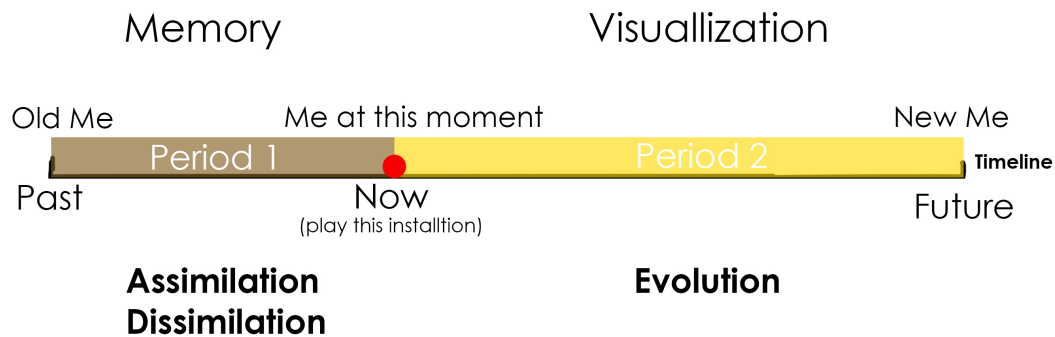 Memory
Visuallization
Old Me
Me at this moment
New Me
Period 1
Period 2
Timeline
Past
Now
Future
(play this installtion)
Assimilation
Dissimilation
Evolution